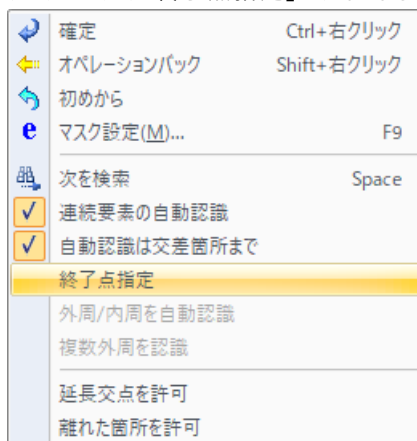 確定 Ctrl+右クリック
オペレーションバック Shift+右クリック
初めから
マスク設定(M)... F9
次を検索 Space
連続要素の自動認識
自動認識は交差箇所まで
終了点指定
外周/内周を自動認識
複数外周を認識
延長交点を許可
離れた箇所を許可